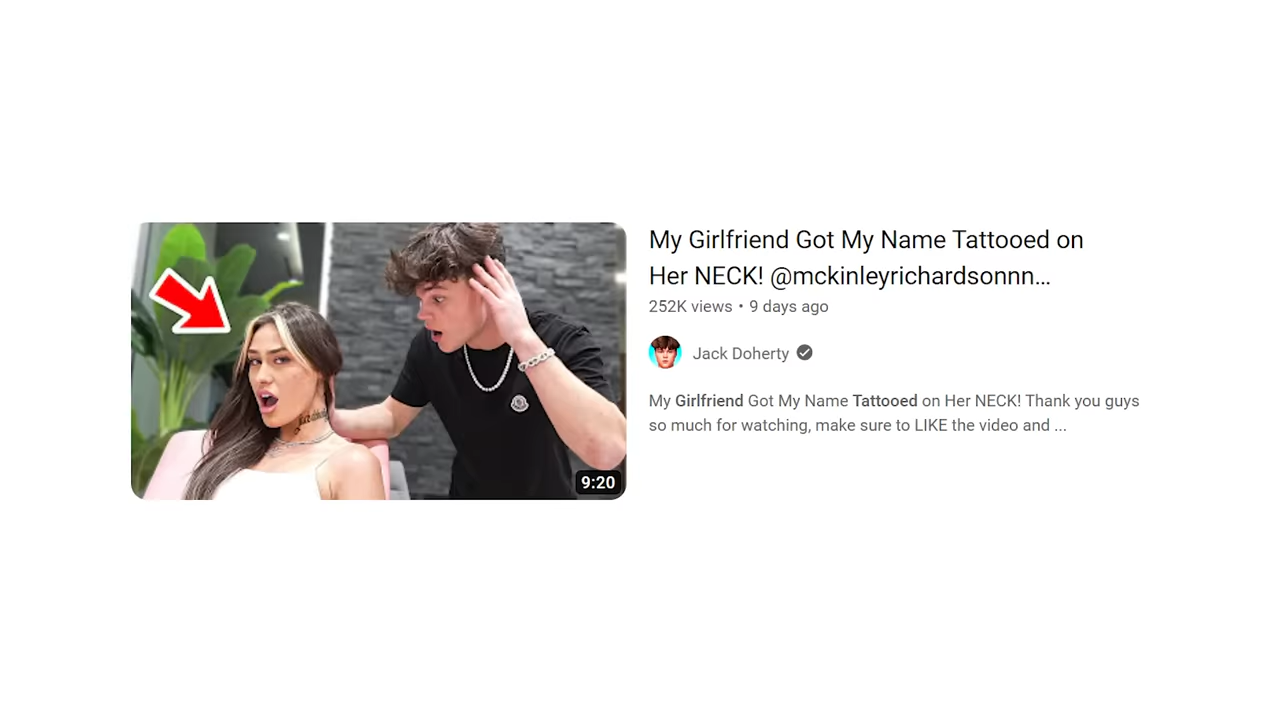 My Girlfriend Got My Name Tattooed on
Her NECK! @mckinleyrichardsonnn...
252K views • 9 days ago
Jack Doherty
My Girlfriend Got My Name Tattooed on Her NECK! Thank you guys
so much for watching, make sure to LIKE the video and ...
9:20